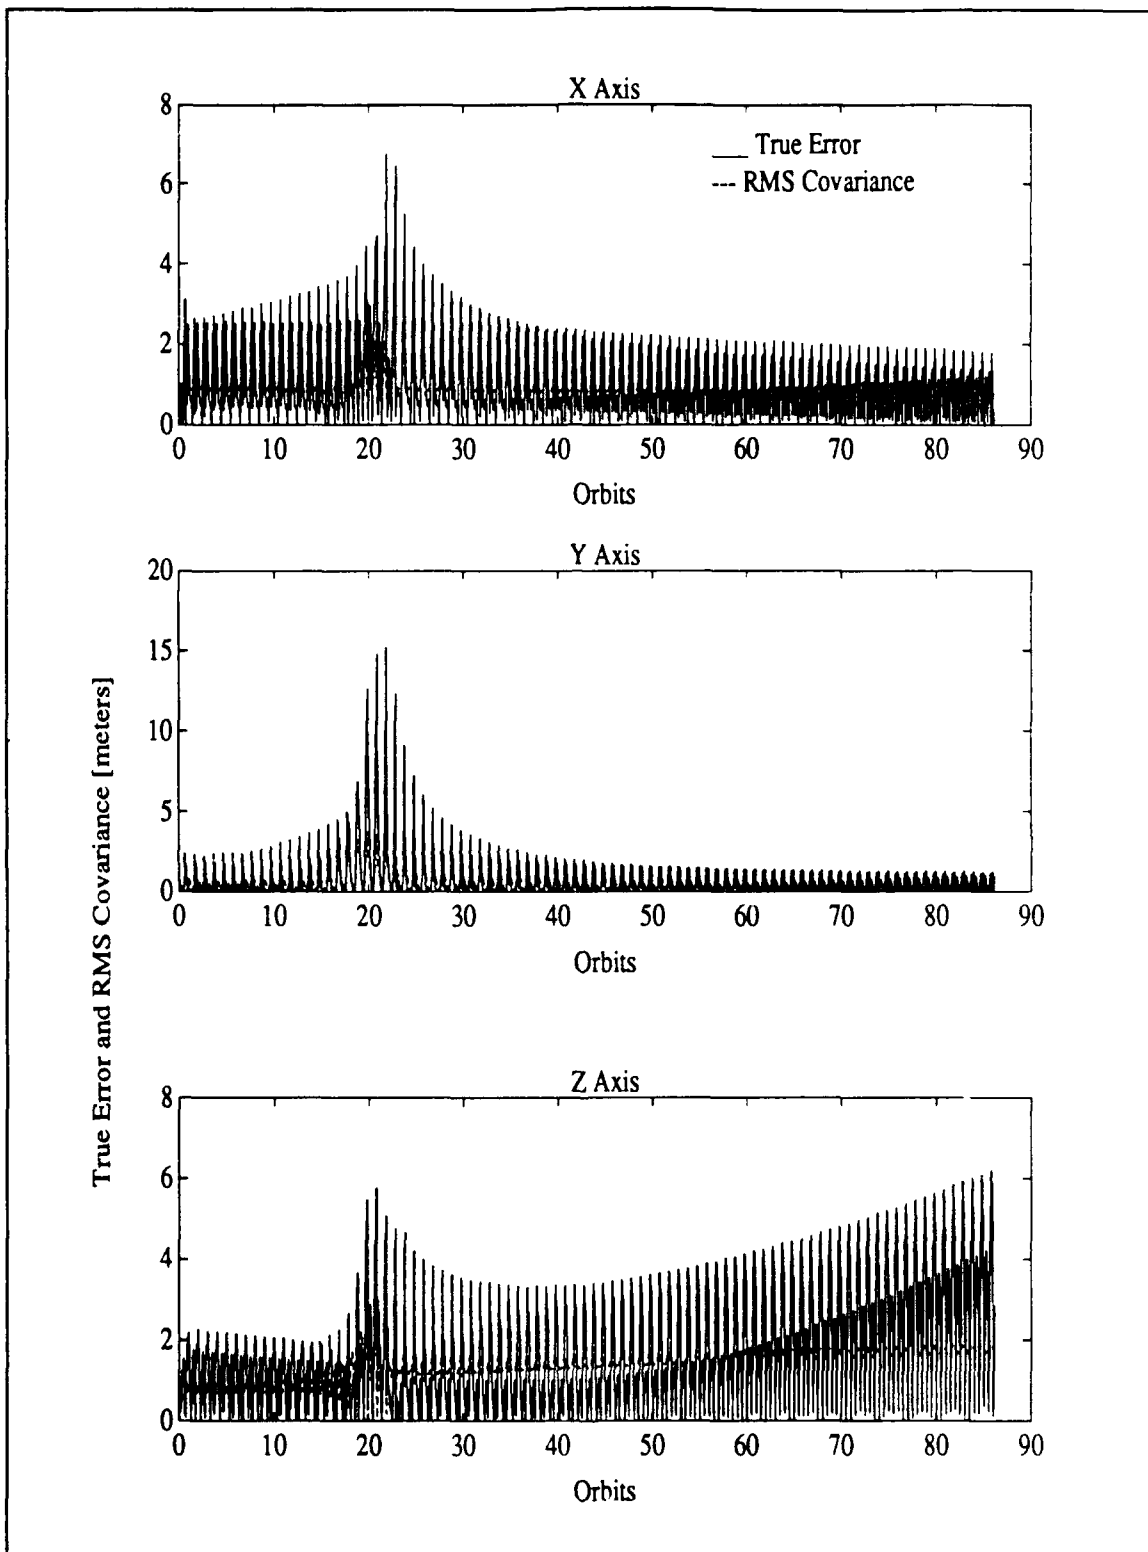 X Axis
8
6
4
2
0
___ True Error
--- RMS Covariance
0 10 20 30 40 50 60 70 80 90
Orbits
Y Axis
20
15
10
5
0
0 10 20 30 40 50 60 70 80 90
Orbits
True Error and RMS Covariance [meters]
Z Axis
8
6
4
2
0
0 10 20 30 40 50 60 70 80 90
Orbits